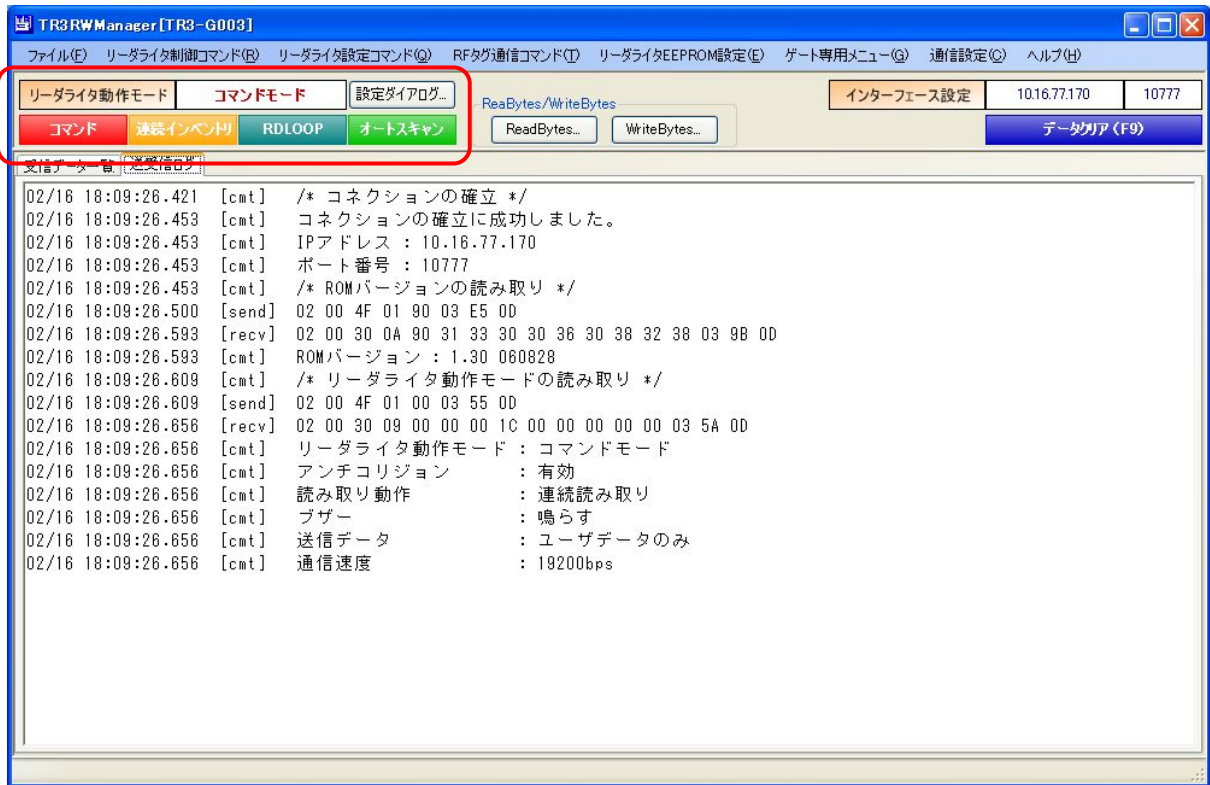 TR3RWManager[TR3-G003]
ファイル(F) リーダライタ制御コマンド(R) リーダライタ設定コマンド(Q) RFタグ通信コマンド(T) リーダライタEEPROM設定(E) ゲート専用メニュー(G) 通信設定(C) ヘルプ(H)
リーダライタ動作モード コマンドモード 設定ダイアログ... ReaBytes/WriteBytes インターフェース設定 10.16.77.170 10777
コマンド 連続インベントリ RDLOOP オートスキャン ReadBytes... WriteBytes... データクリア(F9)
受信データ一覧 送受信ログ
02/16 18:09:26.421 [cmt] /* コネクションの確立 */
02/16 18:09:26.453 [cmt] コネクションの確立に成功しました。
02/16 18:09:26.453 [cmt] IPアドレス : 10.16.77.170
02/16 18:09:26.453 [cmt] ポート番号 : 10777
02/16 18:09:26.453 [cmt] /* ROMバージョンの読み取り */
02/16 18:09:26.500 [send] 02 00 4F 01 90 03 E5 0D
02/16 18:09:26.593 [recv] 02 00 30 0A 90 31 33 30 30 36 30 38 32 38 03 9B 0D
02/16 18:09:26.593 [cmt] ROMバージョン : 1.30 060828
02/16 18:09:26.609 [cmt] /* リーダライタ動作モードの読み取り */
02/16 18:09:26.609 [send] 02 00 4F 01 00 03 55 0D
02/16 18:09:26.656 [recv] 02 00 30 09 00 00 00 1C 00 00 00 00 00 03 5A 0D
02/16 18:09:26.656 [cmt] リーダライタ動作モード : コマンドモード
02/16 18:09:26.656 [cmt] アンチコリジョン : 有効
02/16 18:09:26.656 [cmt] 読み取り動作 : 連続読み取り
02/16 18:09:26.656 [cmt] ブザー : 鳴らす
02/16 18:09:26.656 [cmt] 送信データ : ユーザデータのみ
02/16 18:09:26.656 [cmt] 通信速度 : 19200bps